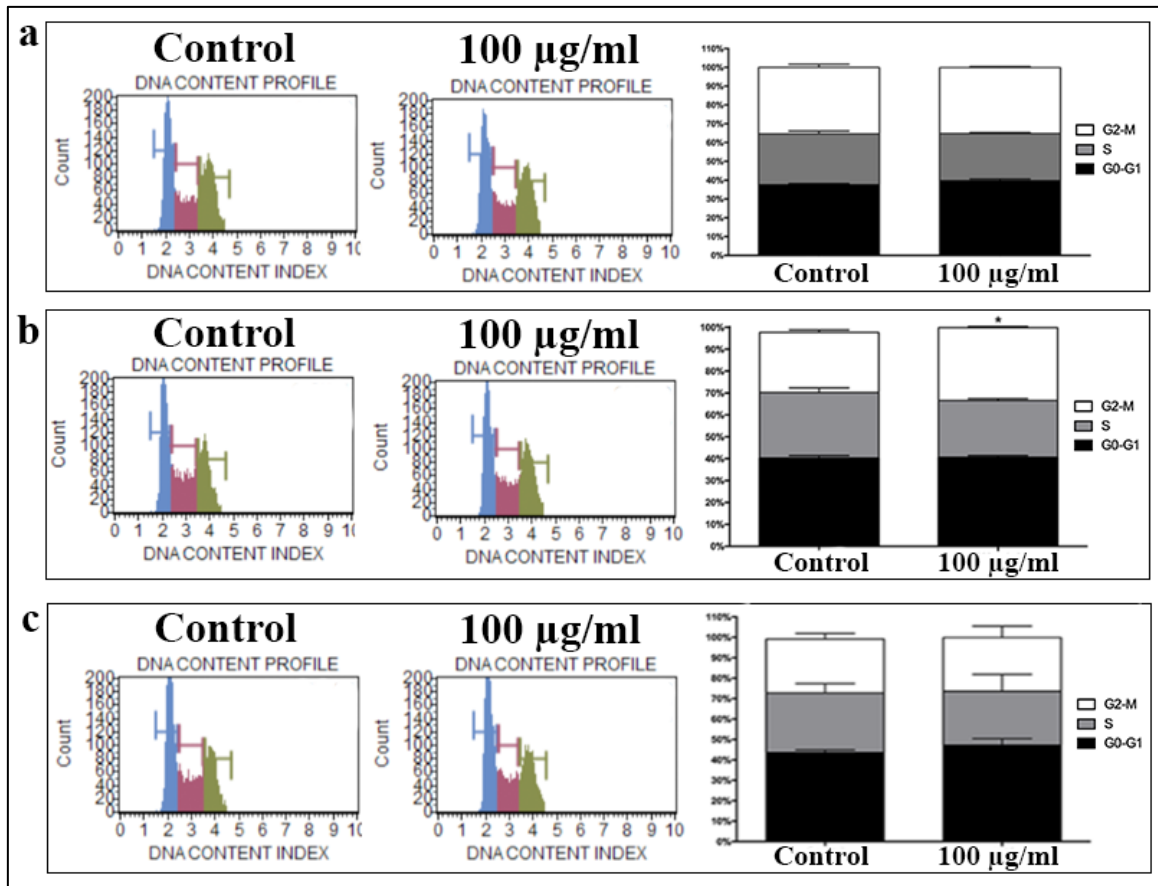 a
Control
DNA CONTENT PROFILE
200
180
160
140
120
100
80
60
40
20
0
Count
0 1 2 3 4 5 6 7 8 9 10
DNA CONTENT INDEX
100 µg/ml
DNA CONTENT PROFILE
200
180
160
140
120
100
80
60
40
20
0
Count
0 1 2 3 4 5 6 7 8 9 10
DNA CONTENT INDEX
110%
100%
90%
80%
70%
60%
50%
40%
30%
20%
10%
0%
Control 100 µg/ml
G2-M
S
G0-G1
b
Control
DNA CONTENT PROFILE
200
180
160
140
120
100
80
60
40
20
0
Count
0 1 2 3 4 5 6 7 8 9 10
DNA CONTENT INDEX
100 µg/ml
DNA CONTENT PROFILE
200
180
160
140
120
100
80
60
40
20
0
Count
0 1 2 3 4 5 6 7 8 9 10
DNA CONTENT INDEX
*
100%
90%
80%
70%
60%
50%
40%
30%
20%
10%
0%
Control 100 µg/ml
G2-M
S
G0-G1
c
Control
DNA CONTENT PROFILE
200
180
160
140
120
100
80
60
40
20
0
Count
0 1 2 3 4 5 6 7 8 9 10
DNA CONTENT INDEX
100 µg/ml
DNA CONTENT PROFILE
200
180
160
140
120
100
80
60
40
20
0
Count
0 1 2 3 4 5 6 7 8 9 10
DNA CONTENT INDEX
110%
100%
90%
80%
70%
60%
50%
40%
30%
20%
10%
0%
Control 100 µg/ml
G2-M
S
G0-G1